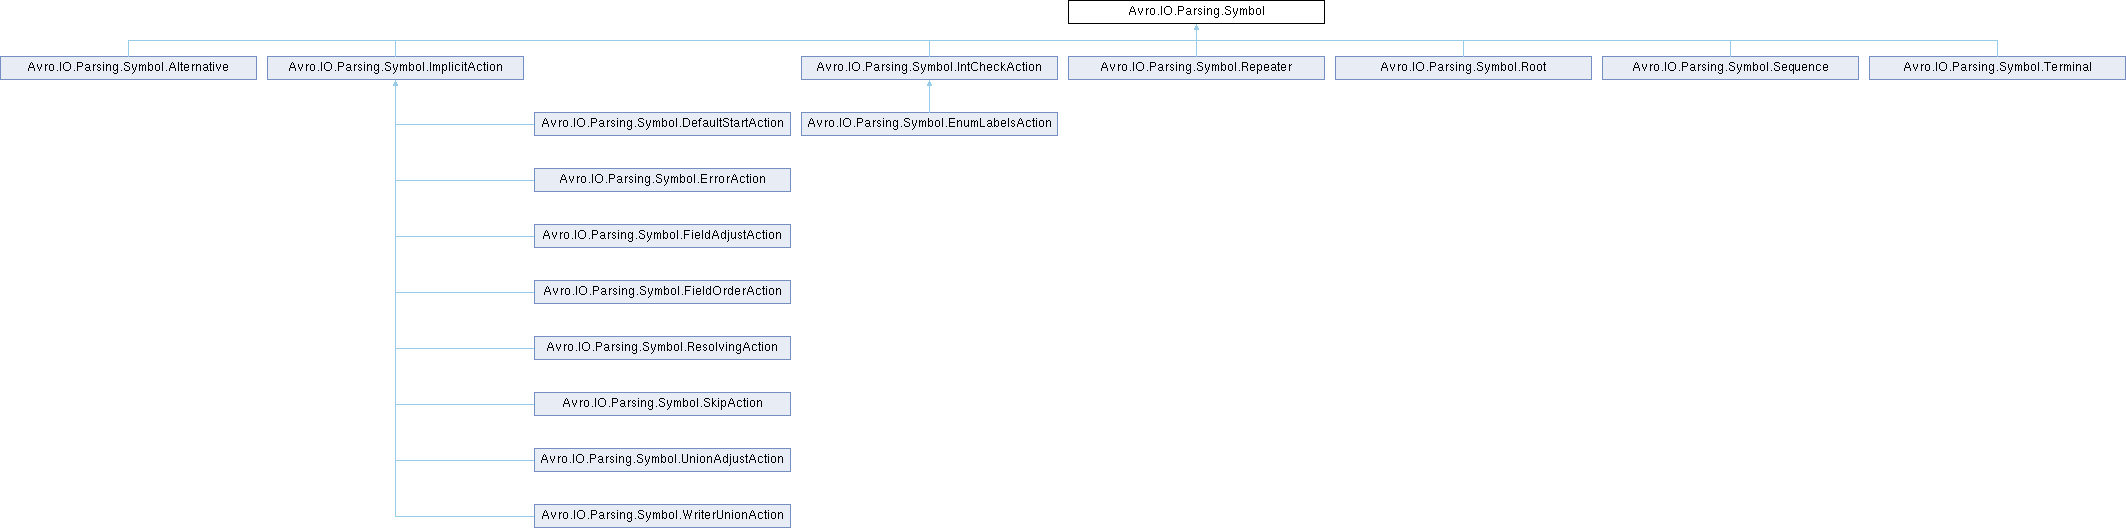 Avro.IO.Parsing.Symbol
Avro.IO.Parsing.Symbol.Alternative
Avro.IO.Parsing.Symbol.ImplicitAction
Avro.IO.Parsing.Symbol.IntCheckAction
Avro.IO.Parsing.Symbol.Repeater
Avro.IO.Parsing.Symbol.Root
Avro.IO.Parsing.Symbol.Sequence
Avro.IO.Parsing.Symbol.Terminal
Avro.IO.Parsing.Symbol.DefaultStartAction
Avro.IO.Parsing.Symbol.EnumLabelsAction
Avro.IO.Parsing.Symbol.ErrorAction
Avro.IO.Parsing.Symbol.FieldAdjustAction
Avro.IO.Parsing.Symbol.FieldOrderAction
Avro.IO.Parsing.Symbol.ResolvingAction
Avro.IO.Parsing.Symbol.SkipAction
Avro.IO.Parsing.Symbol.UnionAdjustAction
Avro.IO.Parsing.Symbol.WriterUnionAction